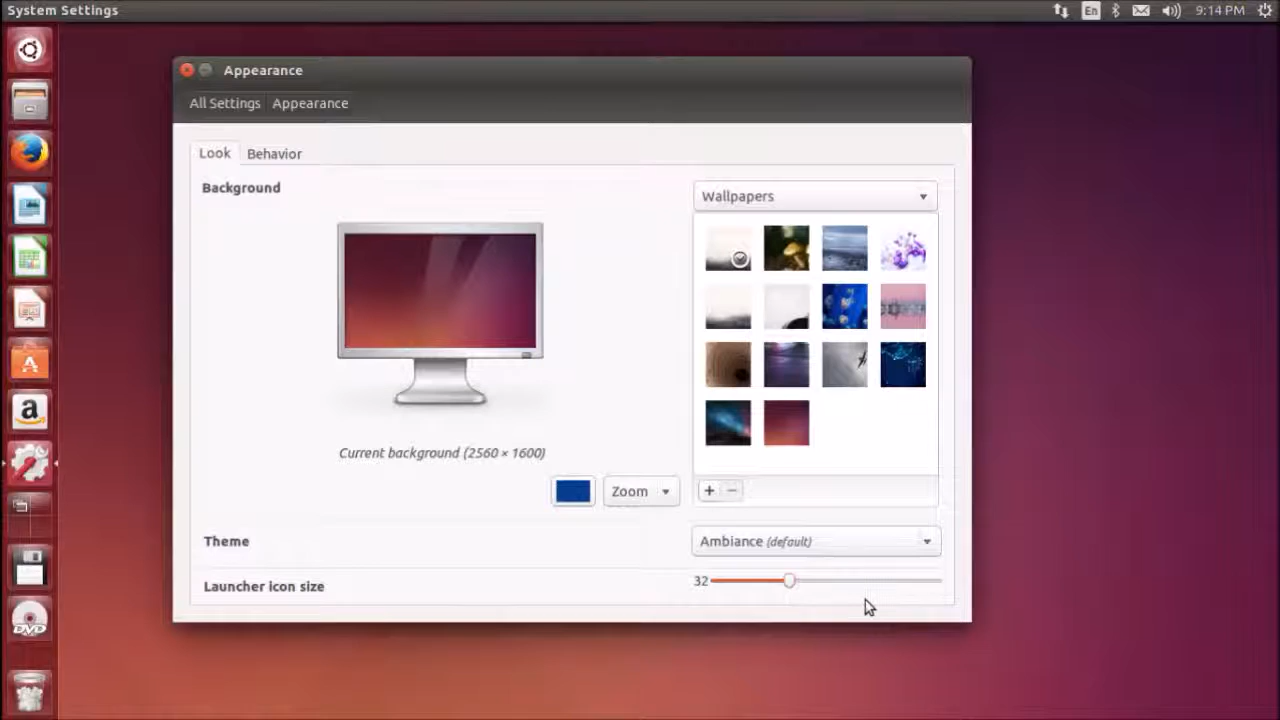 System Settings
En
9:14 PM
Appearance
All Settings Appearance
Look Behavior
Background
Wallpapers
Current background (2560 × 1600)
Zoom
Theme
Ambiance (default)
Launcher icon size
32
A
a
DVD